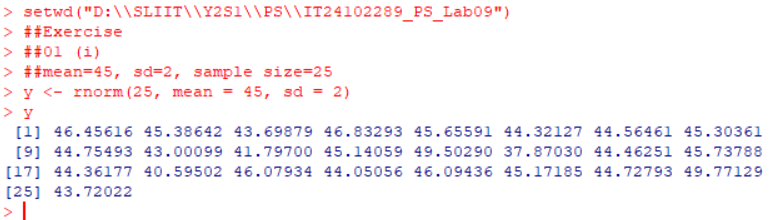 > setwd("D:\\SLIIT\\Y2S1\\PS\\IT24102289_PS_Lab09")
> ##Exercise
> ##01 (i)
> ##mean=45, sd=2, sample size=25
> y <- rnorm(25, mean = 45, sd = 2)
> y
 [1] 46.45616 45.38642 43.69879 46.83293 45.65591 44.32127 44.56461 45.30361
 [9] 44.75493 43.00099 41.79700 45.14059 49.50290 37.87030 44.46251 45.73788
[17] 44.36177 40.59502 46.07934 44.05056 46.09436 45.17185 44.72793 49.77129
[25] 43.72022
>